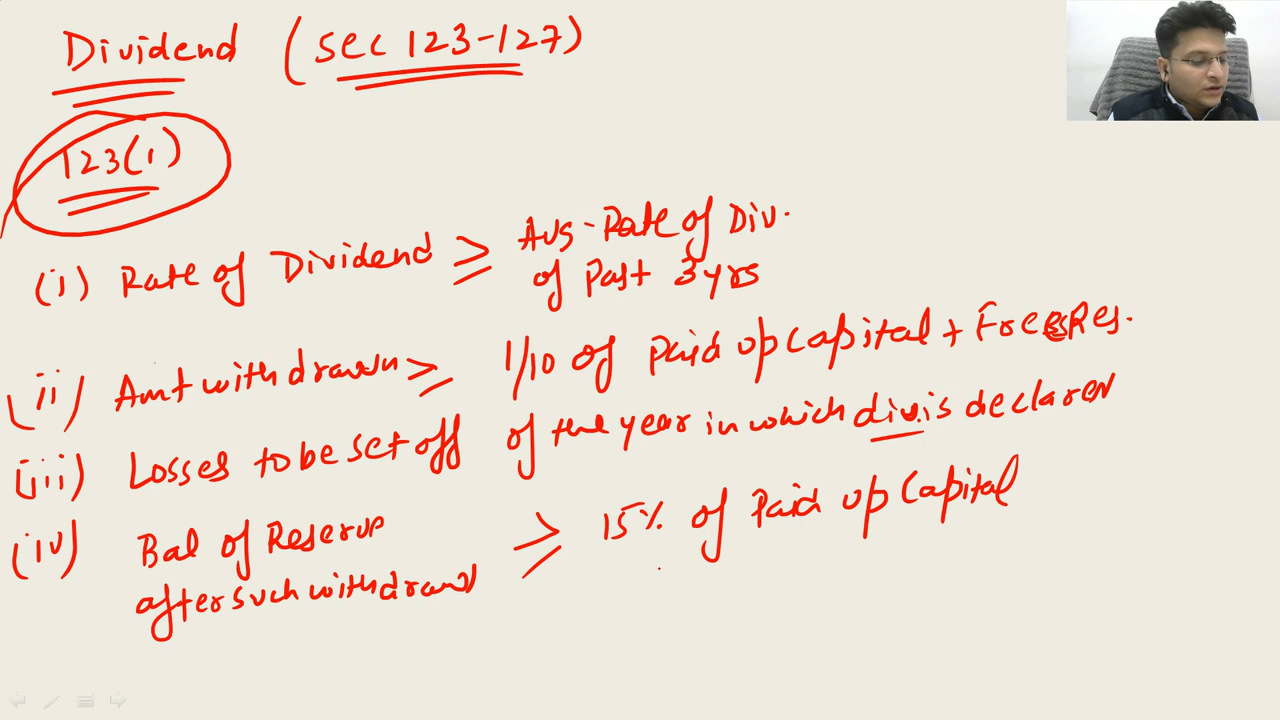 Dividend (Sec 123-127)
123(1)
(i) Rate of Dividend ≥ Avg. Rate of Div.
of Past 3 yrs
(ii) Amt withdrawn ≥ 1/10 of Paid up Capital + Free Res.
(iii) Losses to be set off of the year in which div. is declared
(iv) Bal of Reserve
after such withdrawl ≥ 15% of Paid up Capital